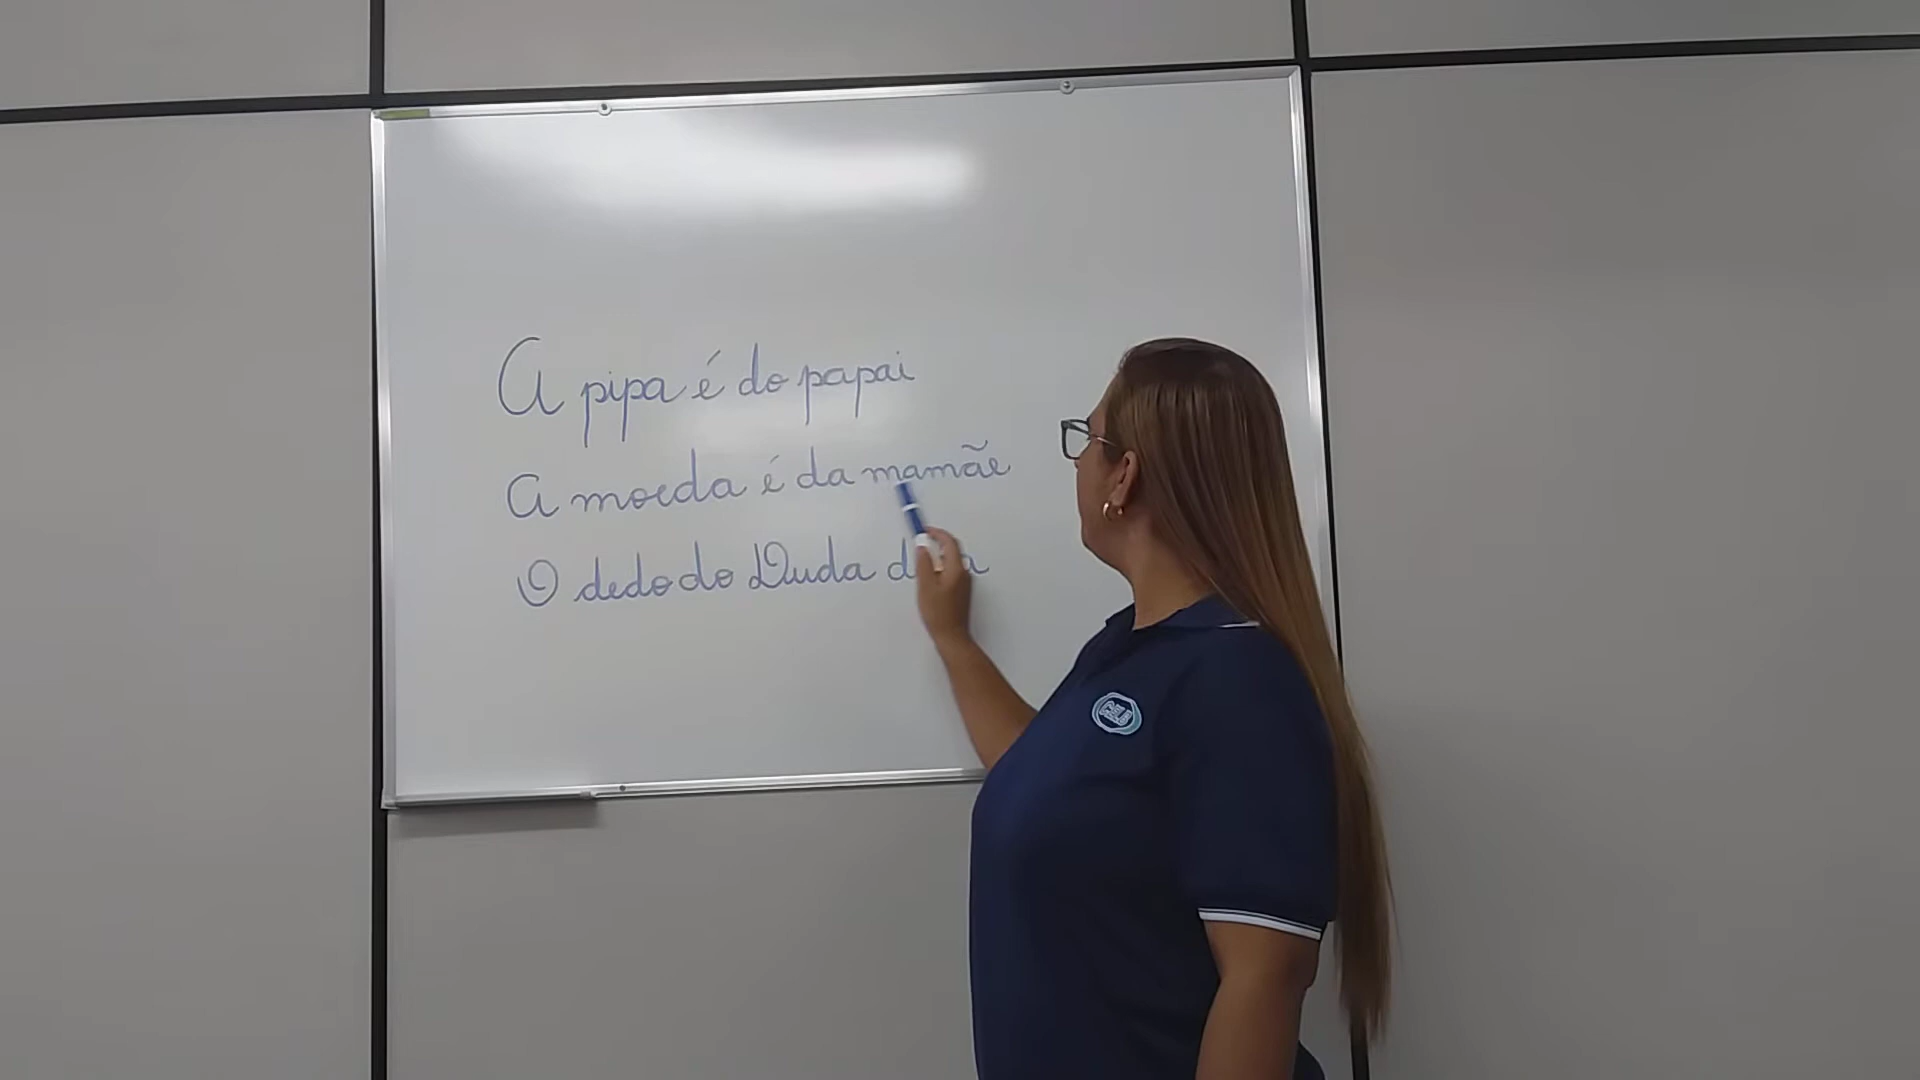 A pipa é do papai
A moeda é da mamãe
O dedo do Duda